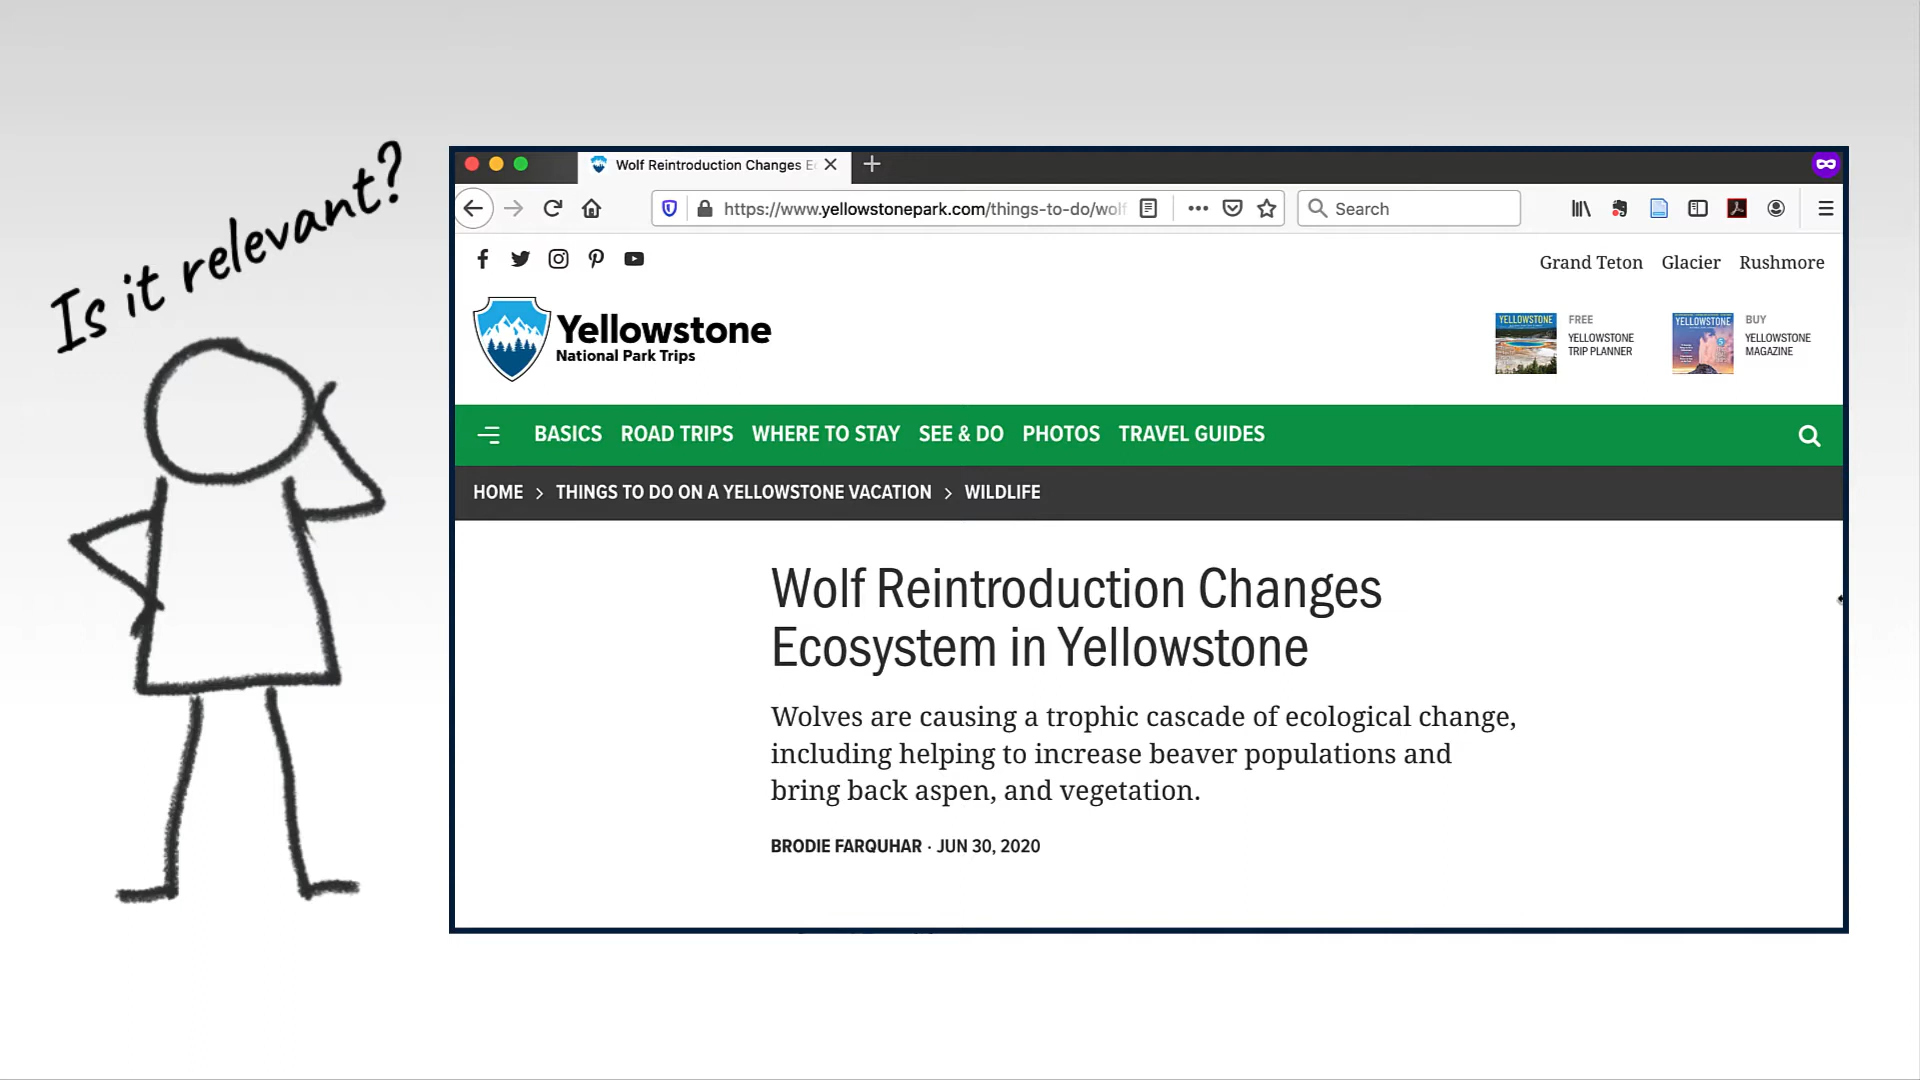 Is it relevant?
Wolf Reintroduction Changes E
https://www.yellowstonepark.com/things-to-do/wolf
Search
Grand Teton Glacier Rushmore
Yellowstone
National Park Trips
YELLOWSTONE
FREE
YELLOWSTONE
TRIP PLANNER
YELLOWSTONE
BUY
YELLOWSTONE
MAGAZINE
BASICS ROAD TRIPS WHERE TO STAY SEE & DO PHOTOS TRAVEL GUIDES
HOME > THINGS TO DO ON A YELLOWSTONE VACATION > WILDLIFE
Wolf Reintroduction Changes
Ecosystem in Yellowstone
Wolves are causing a trophic cascade of ecological change,
including helping to increase beaver populations and
bring back aspen, and vegetation.
BRODIE FARQUHAR · JUN 30, 2020